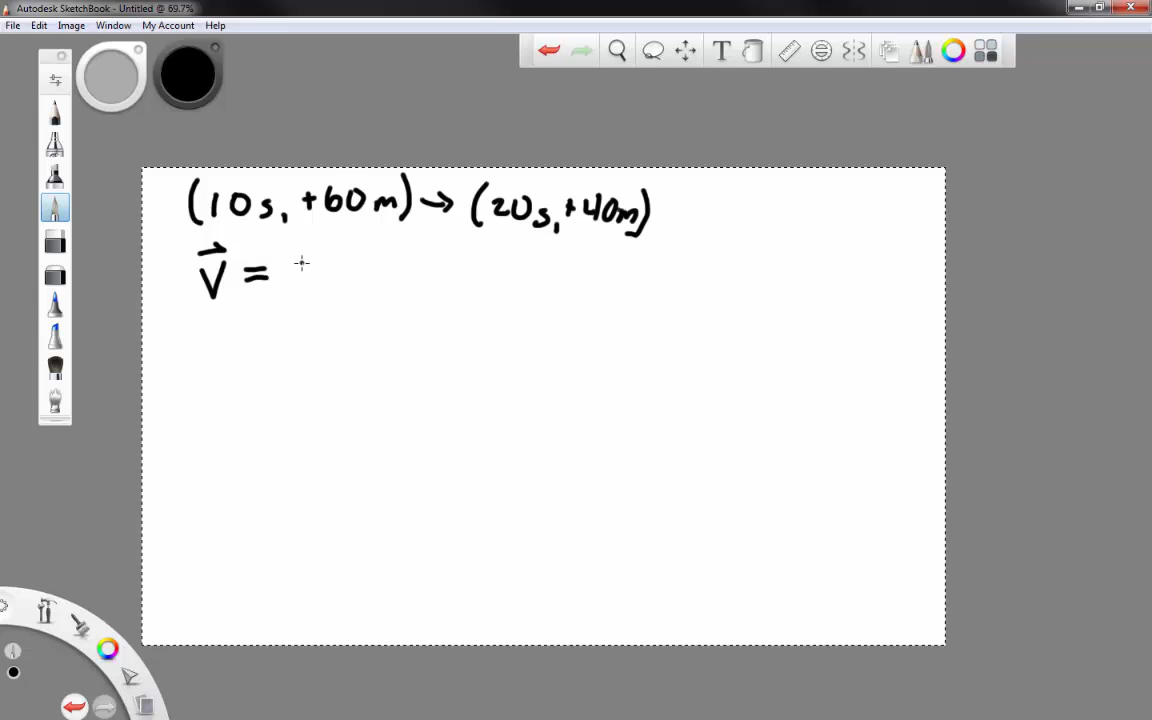 Autodesk SketchBook - Untitled @ 69.7%
File Edit Image Window My Account Help
T
(10s, +60m) → (20s, +40m)
V⃗ =